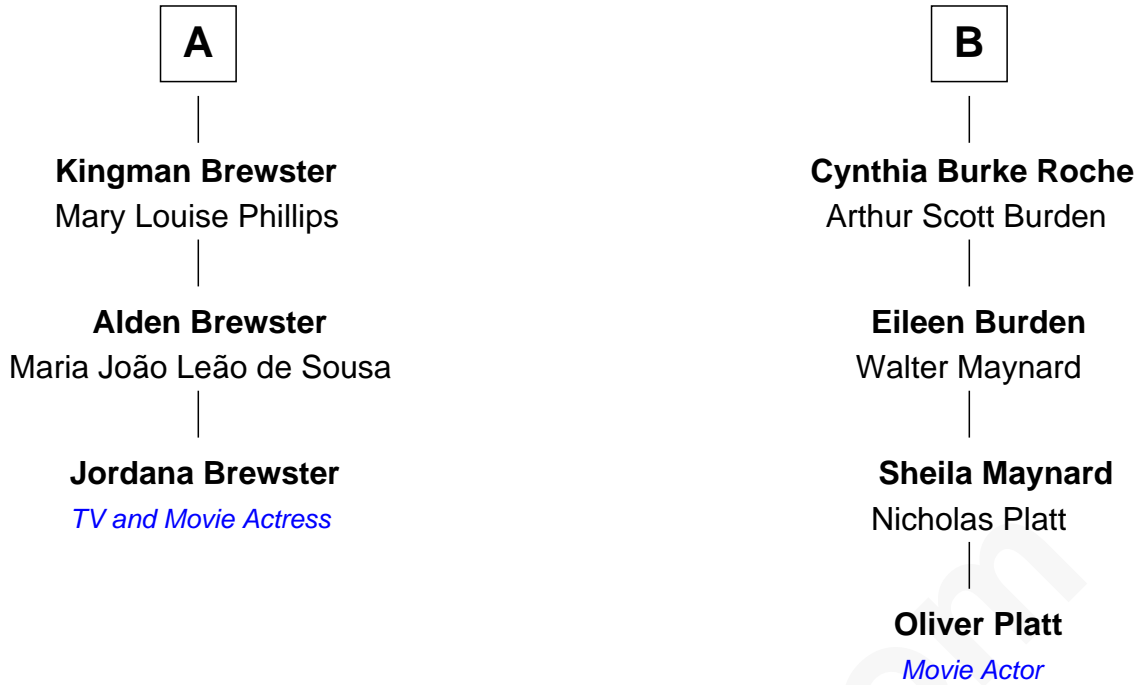 A
Kingman Brewster
Mary Louise Phillips
Alden Brewster
Maria João Leão de Sousa
Jordana Brewster
TV and Movie Actress
B
Cynthia Burke Roche
Arthur Scott Burden
Eileen Burden
Walter Maynard
Sheila Maynard
Nicholas Platt
Oliver Platt
Movie Actor